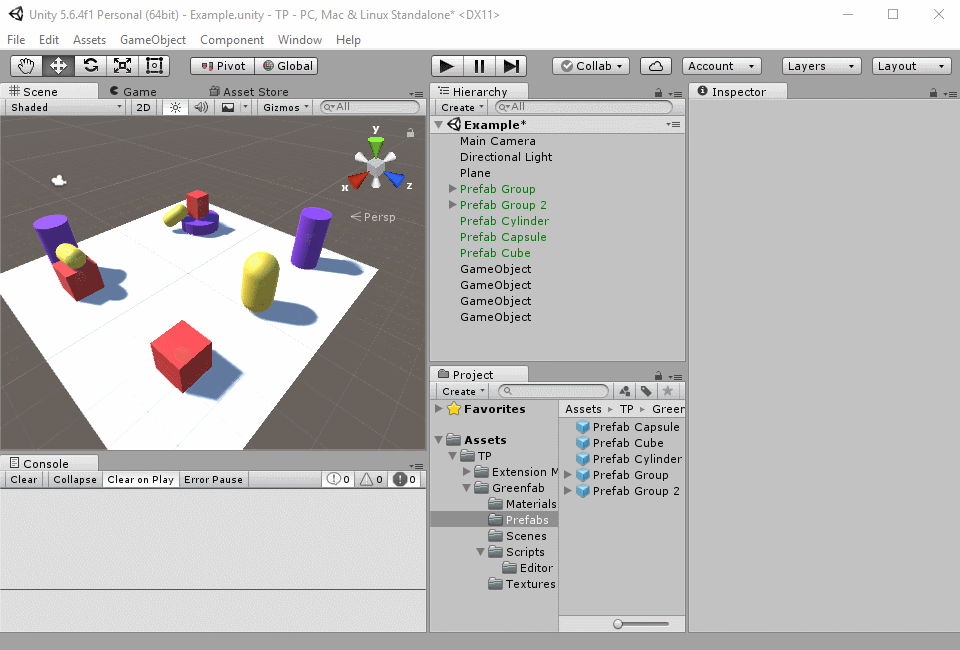 Unity 5.6.4f1 Personal (64bit) - Example.unity - TP - PC, Mac & Linux Standalone* <DX11>
File Edit Assets GameObject Component Window Help
Pivot Global Collab Account Layers Layout
Scene Game Asset Store
Shaded 2D Gizmos All
y
x
z
Persp
Console
Clear Collapse Clear on Play Error Pause 0 0 0
Hierarchy
Create All
Example*
Main Camera
Directional Light
Plane
Prefab Group
Prefab Group 2
Prefab Cylinder
Prefab Capsule
Prefab Cube
GameObject
GameObject
GameObject
GameObject
Project
Create
Favorites
Assets
TP
Extension M
Greenfab
Materials
Prefabs
Scenes
Scripts
Editor
Textures
Assets TP Green
Prefab Capsule
Prefab Cube
Prefab Cylinder
Prefab Group
Prefab Group 2
Inspector